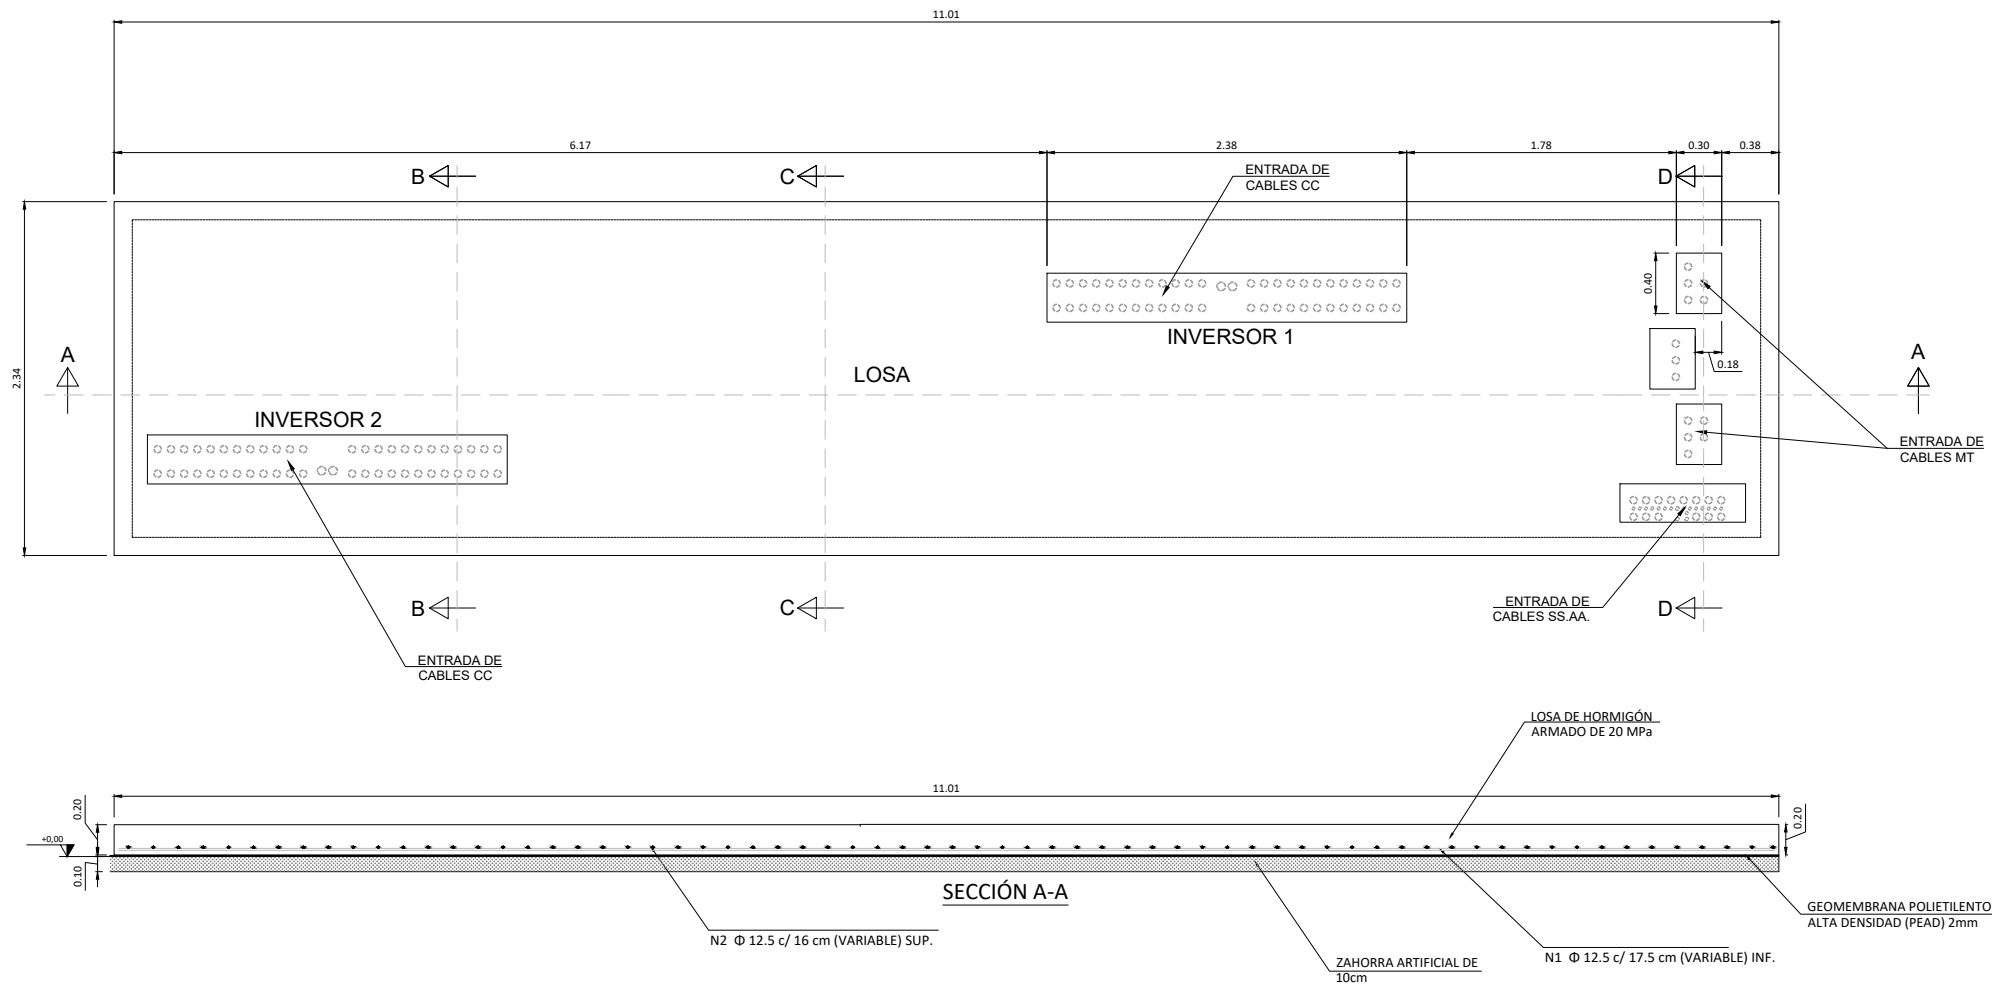 11.01
6.17
2.38
1.78
0.30
0.38
B
C
D
ENTRADA DE
CABLES CC
2.34
0.40
INVERSOR 1
A
A
0.18
LOSA
INVERSOR 2
ENTRADA DE
CABLES MT
ENTRADA DE
CABLES SS.AA.
B
C
D
ENTRADA DE
CABLES CC
LOSA DE HORMIGÓN
ARMADO DE 20 MPa
11.01
0.20
0.20
+0,00
0.10
SECCIÓN A-A
GEOMEMBRANA POLIETILENTO
ALTA DENSIDAD (PEAD) 2mm
N2 Φ 12.5 c/ 16 cm (VARIABLE) SUP.
N1 Φ 12.5 c/ 17.5 cm (VARIABLE) INF.
ZAHORRA ARTIFICIAL DE
10cm